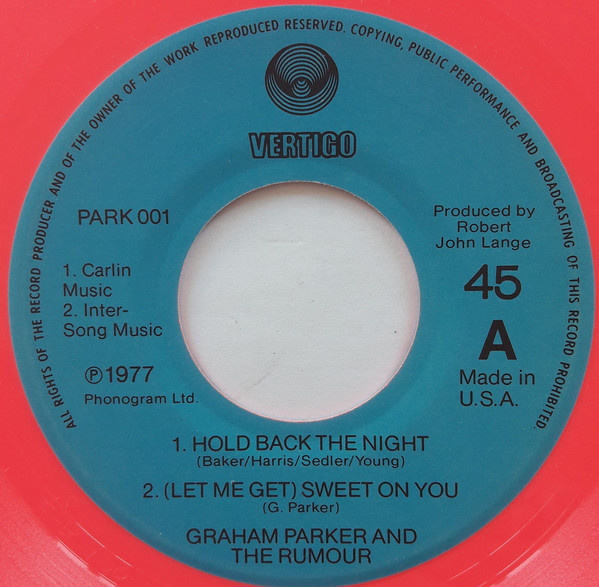 ALL RIGHTS OF THE RECORD PRODUCER AND OF THE OWNER OF THE WORK REPRODUCED RESERVED. COPYING, PUBLIC PERFORMANCE AND BROADCASTING OF THIS RECORD PROHIBITED.
VERTIGO
PARK 001
1. Carlin
Music
2. Inter-
Song Music
℗1977
Phonogram Ltd.
Produced by
Robert
John Lange
45
A
Made in
U.S.A.
1. HOLD BACK THE NIGHT
(Baker/Harris/Sedler/Young)
2. (LET ME GET) SWEET ON YOU
(G. Parker)
GRAHAM PARKER AND
THE RUMOUR